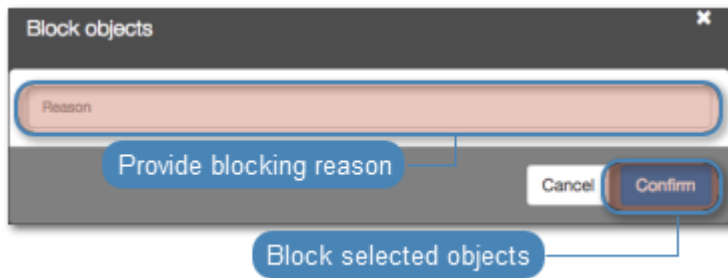 Block objects
Reason
Provide blocking reason
Cancel
Confirm
Block selected objects